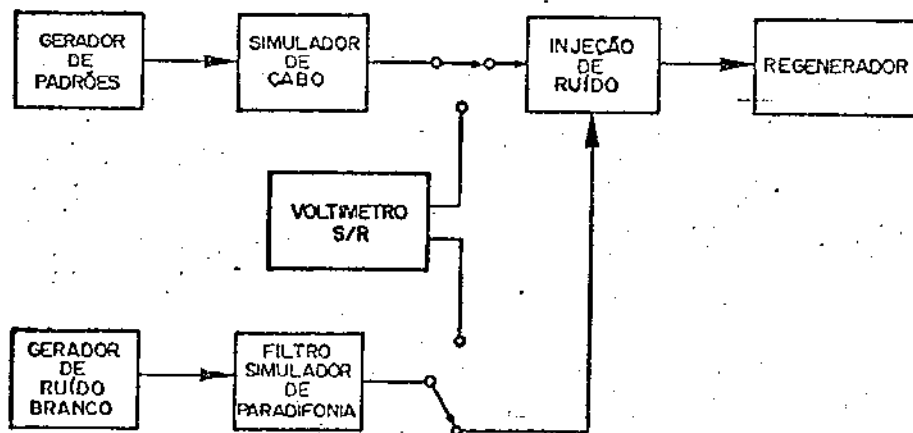 GERADOR
DE
PADRÕES
SIMULADOR
DE
CABO
INJEÇÃO
DE
RUÍDO
REGENERADOR
VOLTIMETRO
S/R
GERADOR
DE
RUÍDO
BRANCO
FILTRO
SIMULADOR
DE
PARADIFONIA